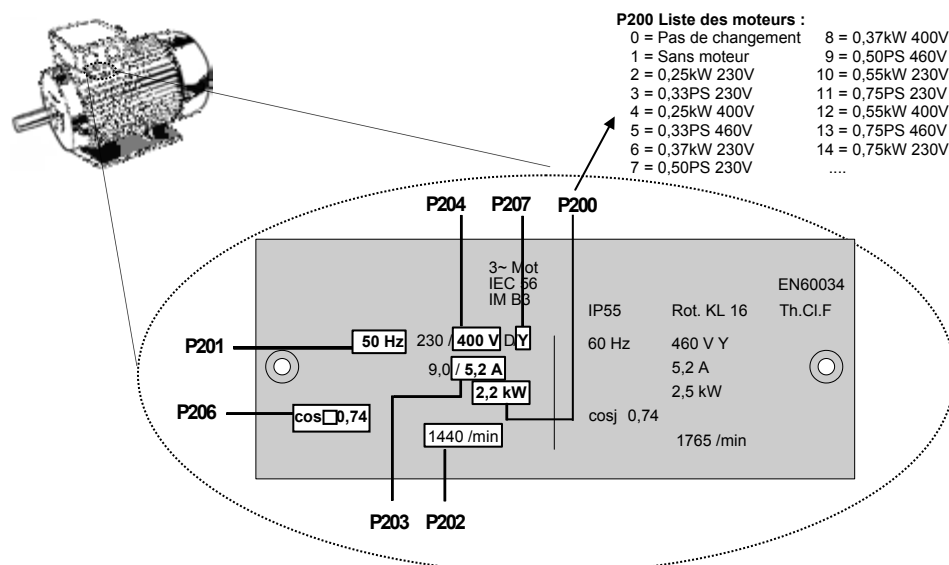 P200 Liste des moteurs :
0 = Pas de changement 8 = 0,37kW 400V
1 = Sans moteur 9 = 0,50PS 460V
2 = 0,25kW 230V 10 = 0,55kW 230V
3 = 0,33PS 230V 11 = 0,75PS 230V
4 = 0,25kW 400V 12 = 0,55kW 400V
5 = 0,33PS 460V 13 = 0,75PS 460V
6 = 0,37kW 230V 14 = 0,75kW 230V
7 = 0,50PS 230V ....
P204 P207 P200
3~ Mot
IEC 56
IM B3
EN60034
IP55 Rot. KL 16 Th.Cl.F
P201 50 Hz 230 / 400 V D Y 60 Hz 460 V Y
9,0 / 5,2 A 5,2 A
2,2 kW 2,5 kW
P206 cos□0,74 cosj 0,74
1440 /min 1765 /min
P203 P202